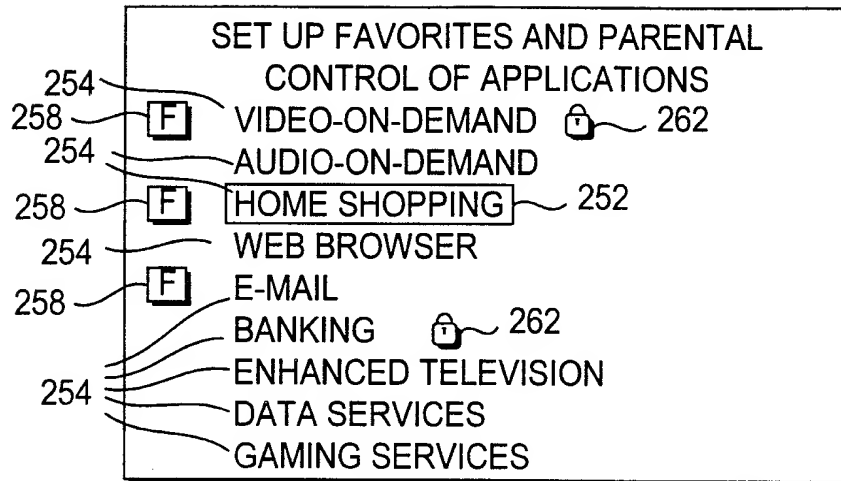 SET UP FAVORITES AND PARENTAL
CONTROL OF APPLICATIONS
254
258 F VIDEO-ON-DEMAND 262
254 AUDIO-ON-DEMAND
258 F HOME SHOPPING 252
254 WEB BROWSER
258 F E-MAIL
BANKING 262
ENHANCED TELEVISION
254 DATA SERVICES
GAMING SERVICES